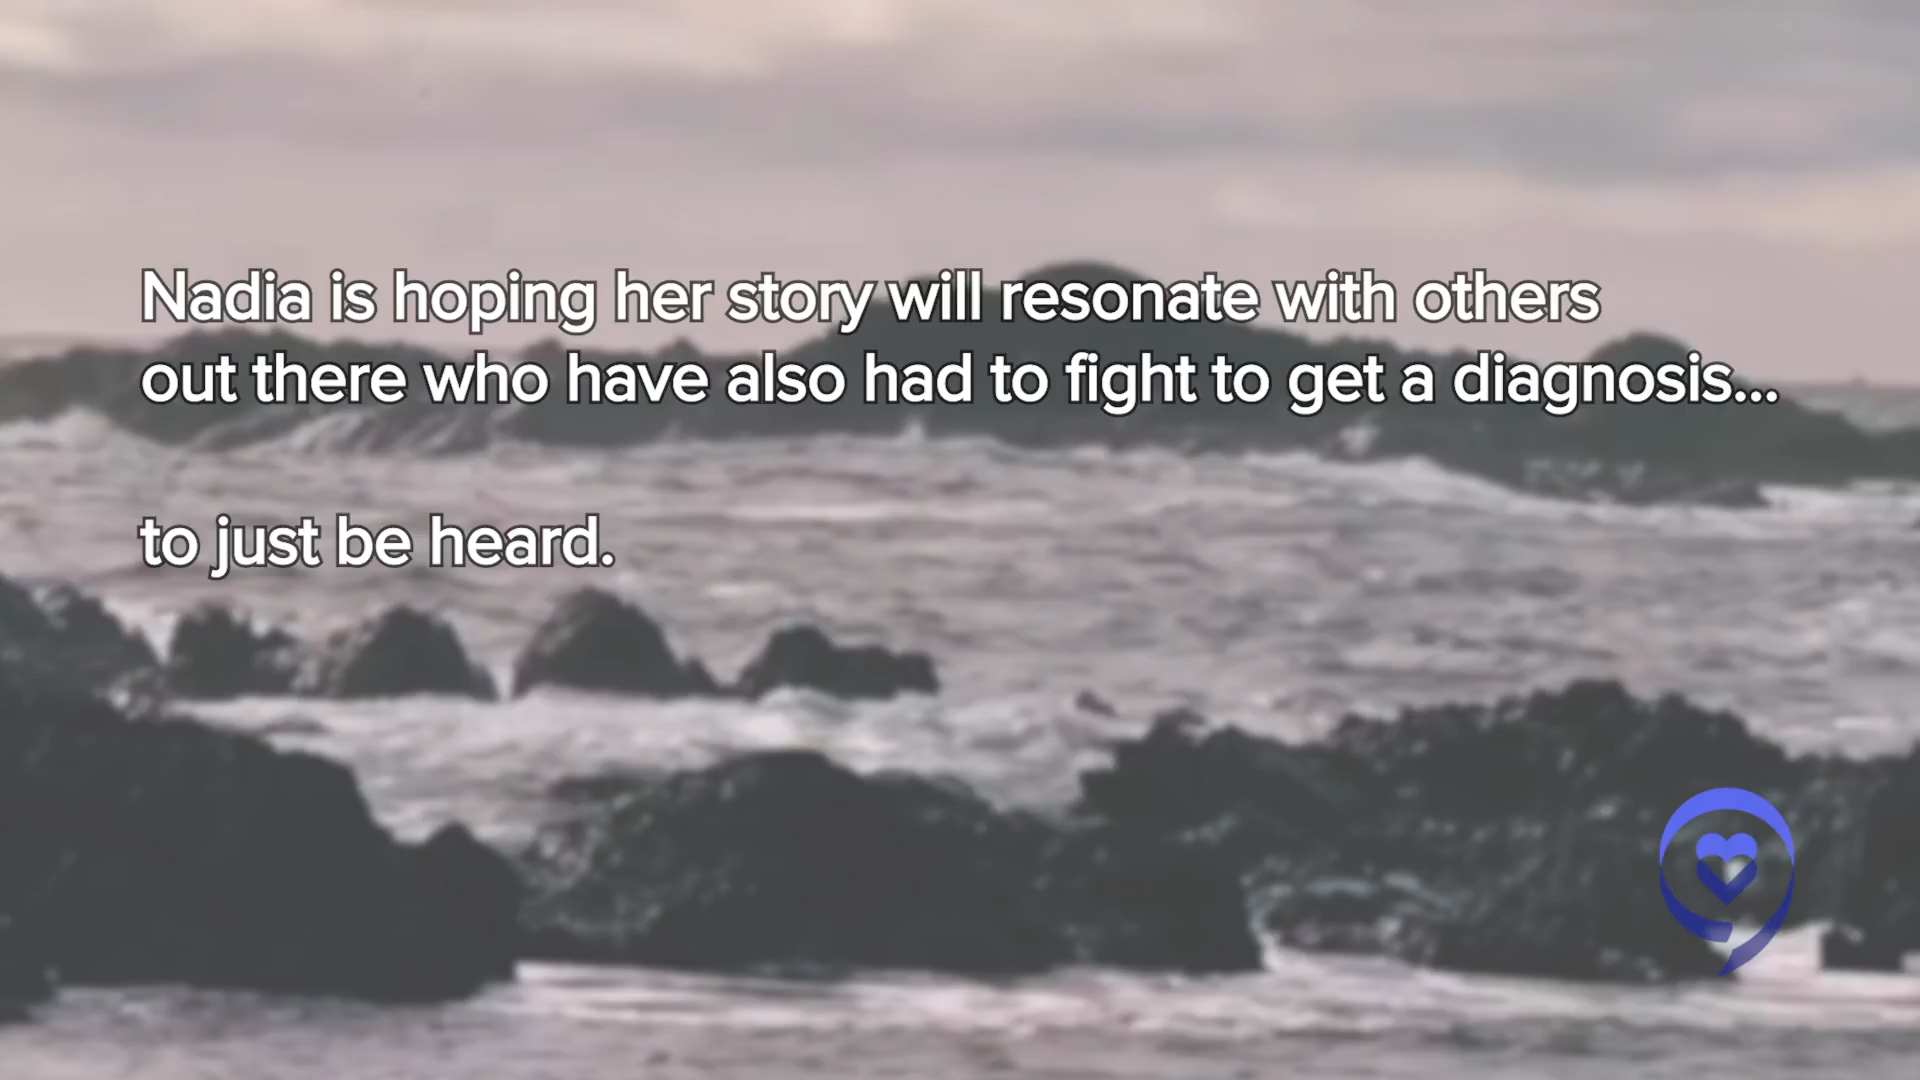 Nadia is hoping her story will resonate with others
out there who have also had to fight to get a diagnosis...
to just be heard.